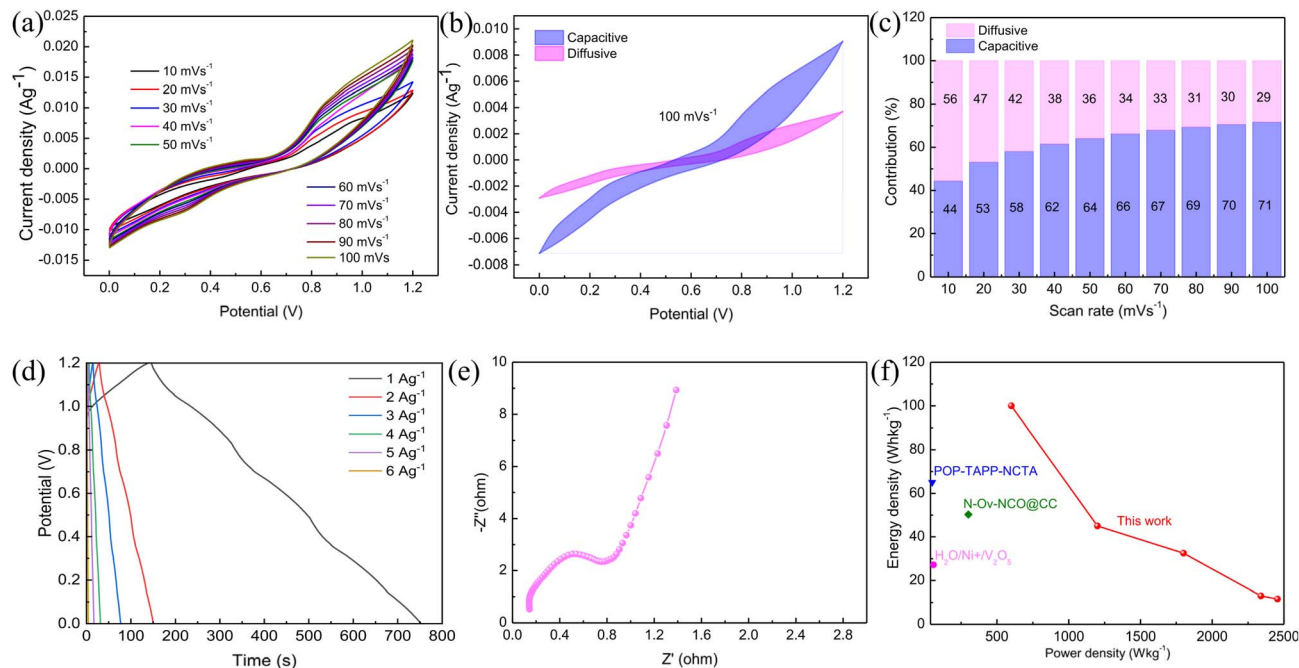 (a)
0.025
0.020
0.015
0.010
0.005
0.000
-0.005
-0.010
-0.015
Current density (Ag⁻¹)
10 mVs⁻¹
20 mVs⁻¹
30 mVs⁻¹
40 mVs⁻¹
50 mVs⁻¹
60 mVs⁻¹
70 mVs⁻¹
80 mVs⁻¹
90 mVs⁻¹
100 mVs
0.0 0.2 0.4 0.6 0.8 1.0 1.2
Potential (V)
(b)
0.010
0.008
0.006
0.004
0.002
0.000
-0.002
-0.004
-0.006
-0.008
Current density (Ag⁻¹)
Capacitive
Diffusive
100 mVs⁻¹
0.0 0.2 0.4 0.6 0.8 1.0 1.2
Potential (V)
(c)
120
100
80
60
40
20
0
Contribution (%)
Diffusive
Capacitive
56 47 42 38 36 34 33 31 30 29
44 53 58 62 64 66 67 69 70 71
10 20 30 40 50 60 70 80 90 100
Scan rate (mVs⁻¹)
(d)
1.2
1.0
0.8
0.6
0.4
0.2
0.0
Potential (V)
1 Ag⁻¹
2 Ag⁻¹
3 Ag⁻¹
4 Ag⁻¹
5 Ag⁻¹
6 Ag⁻¹
0 100 200 300 400 500 600 700 800
Time (s)
(e)
10
8
6
4
2
0
-Z"(ohm)
0.0 0.4 0.8 1.2 1.6 2.0 2.4 2.8
Z' (ohm)
(f)
120
100
80
60
40
20
0
Energy density (Whkg⁻¹)
POP-TAPP-NCTA
N-Ov-NCO@CC
H₂O/Ni+/V₂O₅
This work
500 1000 1500 2000 2500
Power density (Wkg⁻¹)